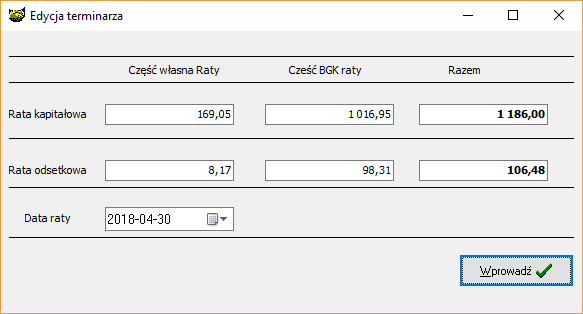 Edycja terminarza
Część własna Raty Cześć BGK raty Razem
Rata kapitałowa 169,05 1 016,95 1 186,00
Rata odsetkowa 8,17 98,31 106,48
Data raty 2018-04-30
Wprowadź